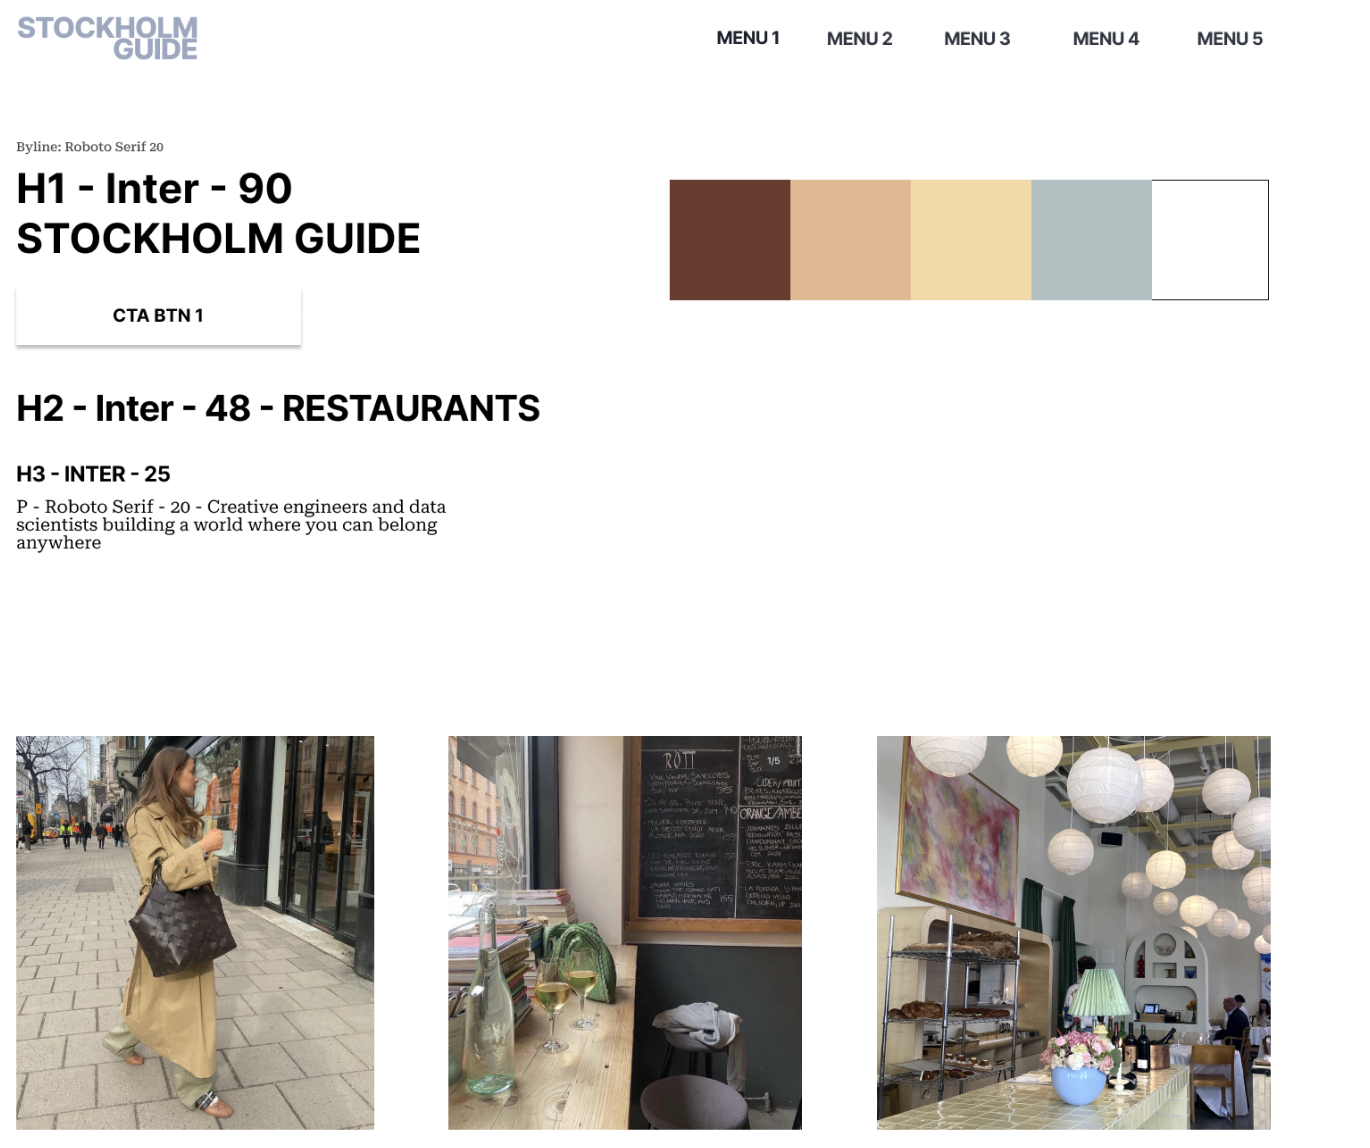 STOCKHOLM
GUIDE
MENU 1
MENU 2
MENU 3
MENU 4
MENU 5
Byline: Roboto Serif 20
H1 - Inter - 90
STOCKHOLM GUIDE
CTA BTN 1
H2 - Inter - 48 - RESTAURANTS
H3 - INTER - 25
P - Roboto Serif - 20 - Creative engineers and data
scientists building a world where you can belong
anywhere
RÖTT
1/5
ORANGE/AMBE